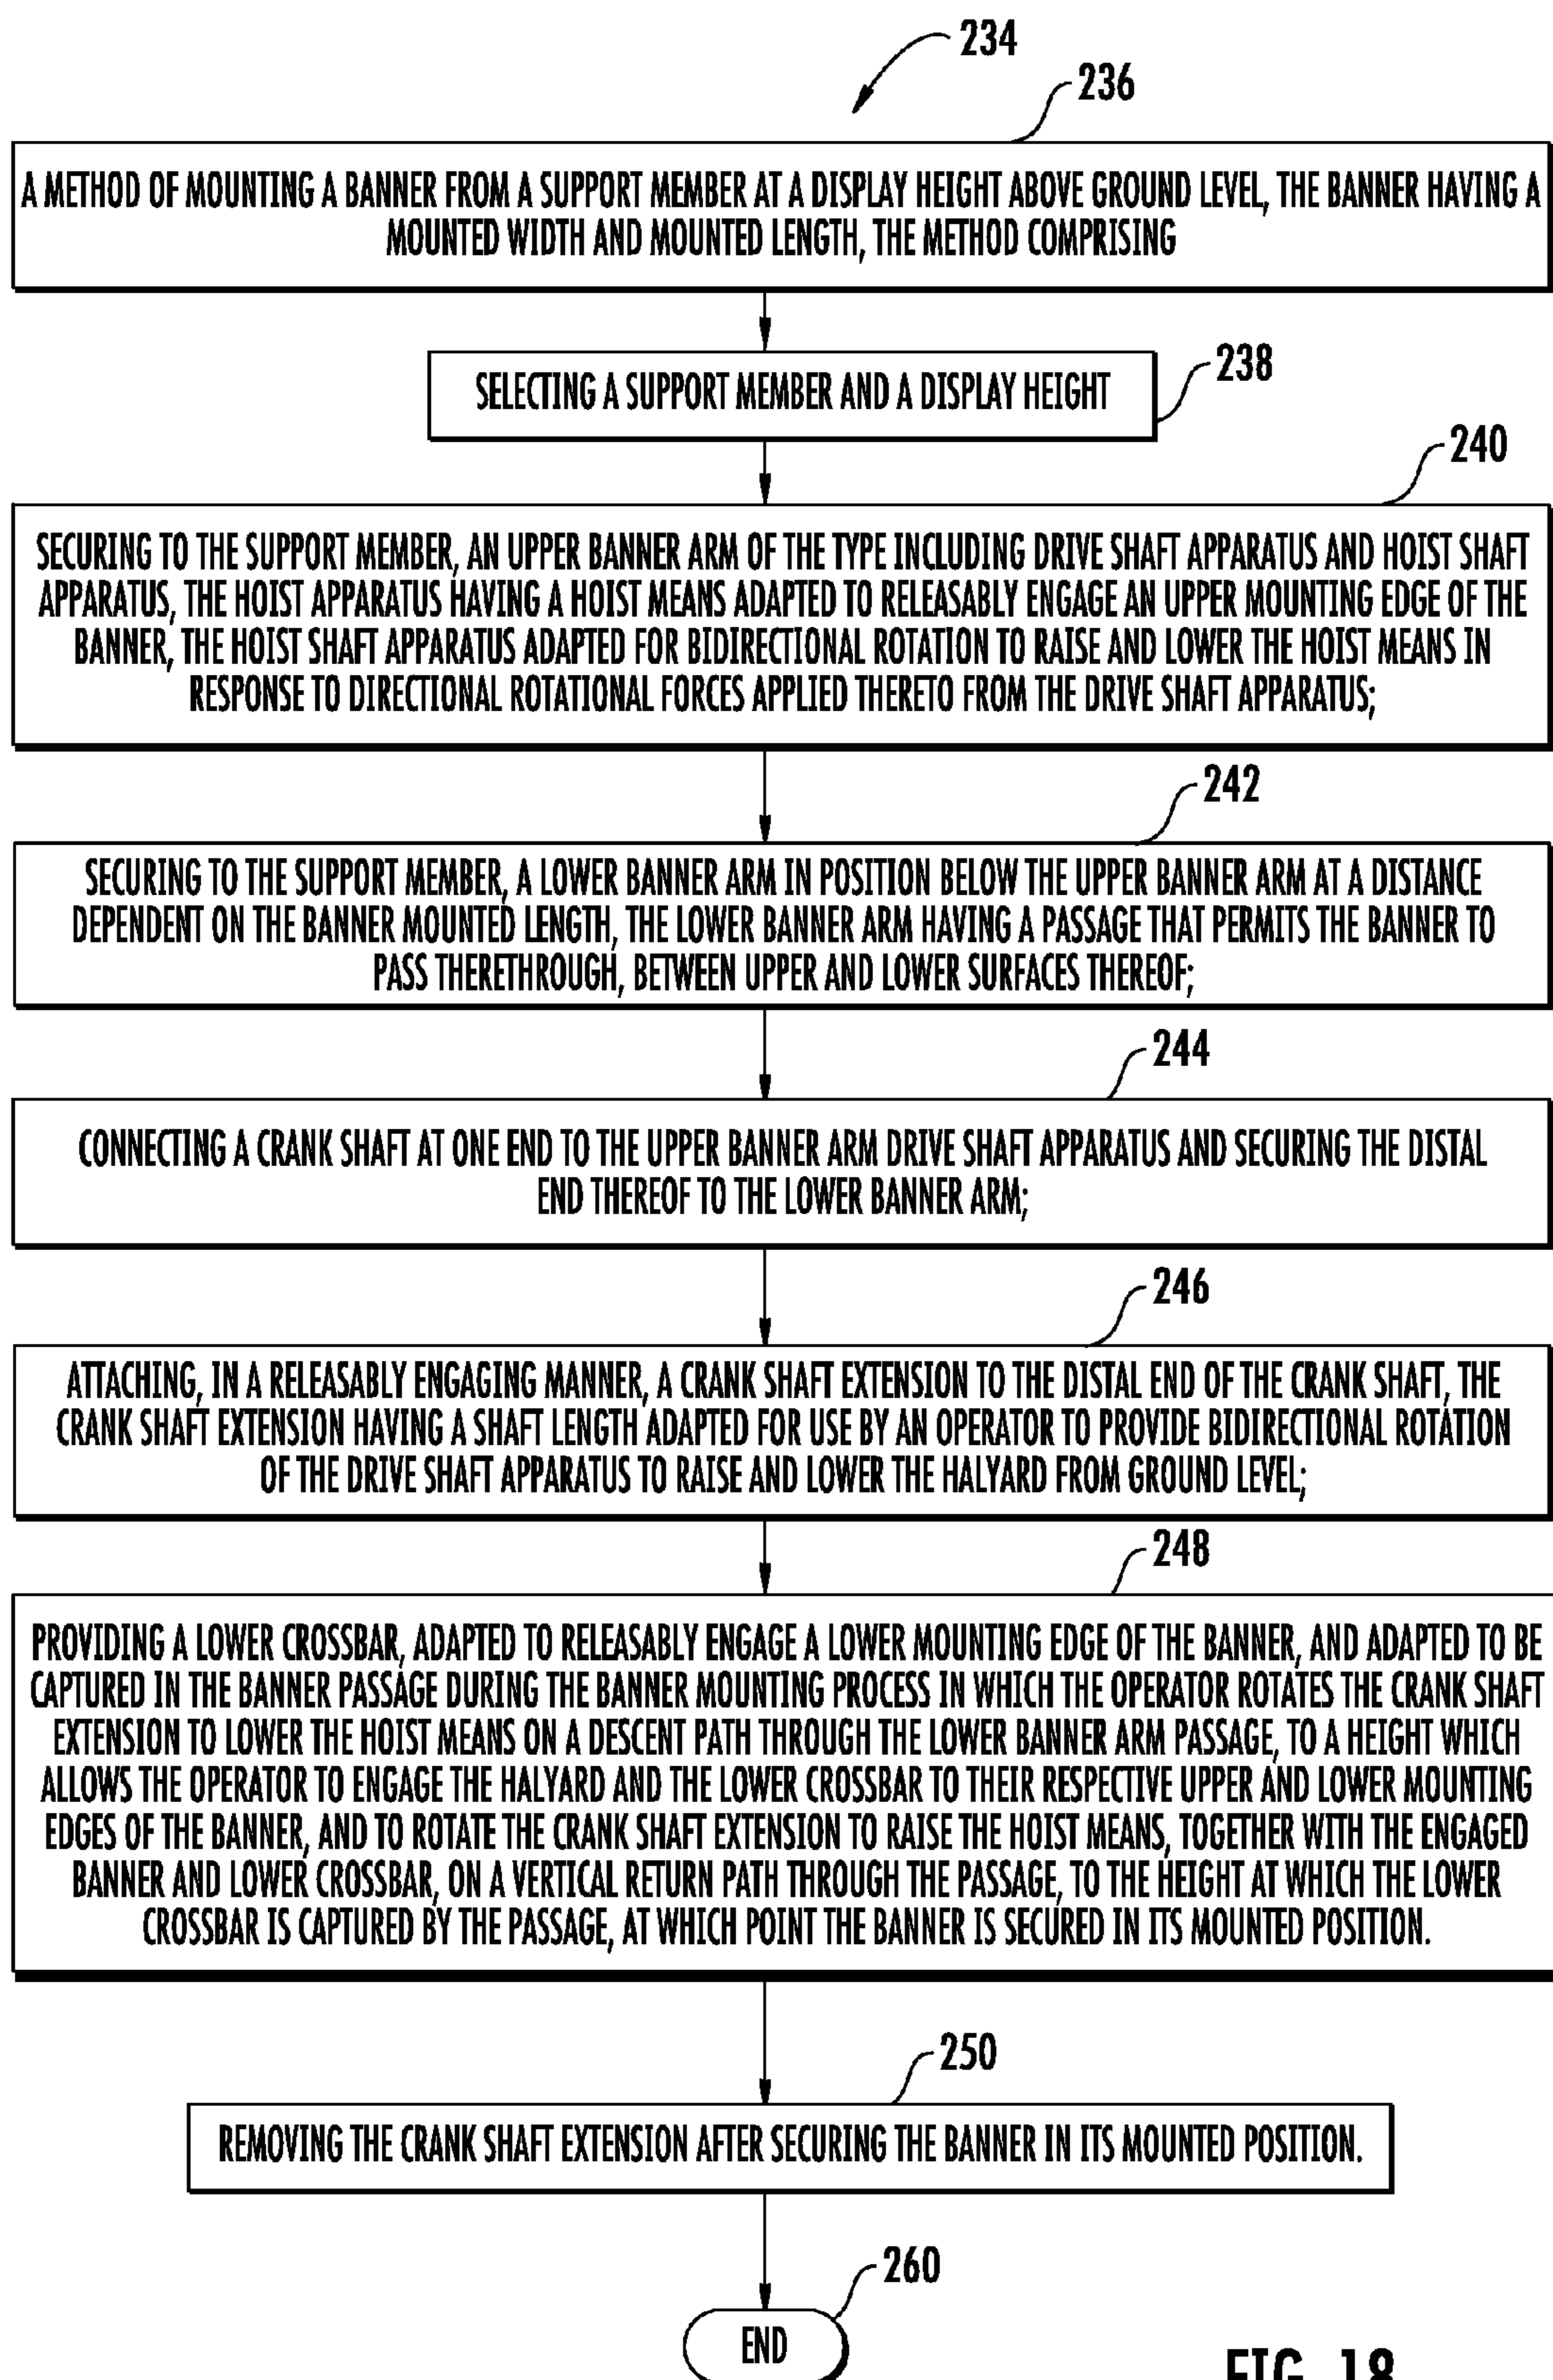 234
236
A METHOD OF MOUNTING A BANNER FROM A SUPPORT MEMBER AT A DISPLAY HEIGHT ABOVE GROUND LEVEL, THE BANNER HAVING A
MOUNTED WIDTH AND MOUNTED LENGTH, THE METHOD COMPRISING
238
SELECTING A SUPPORT MEMBER AND A DISPLAY HEIGHT
240
SECURING TO THE SUPPORT MEMBER, AN UPPER BANNER ARM OF THE TYPE INCLUDING DRIVE SHAFT APPARATUS AND HOIST SHAFT
APPARATUS, THE HOIST APPARATUS HAVING A HOIST MEANS ADAPTED TO RELEASABLY ENGAGE AN UPPER MOUNTING EDGE OF THE
BANNER, THE HOIST SHAFT APPARATUS ADAPTED FOR BIDIRECTIONAL ROTATION TO RAISE AND LOWER THE HOIST MEANS IN
RESPONSE TO DIRECTIONAL ROTATIONAL FORCES APPLIED THERETO FROM THE DRIVE SHAFT APPARATUS;
242
SECURING TO THE SUPPORT MEMBER, A LOWER BANNER ARM IN POSITION BELOW THE UPPER BANNER ARM AT A DISTANCE
DEPENDENT ON THE BANNER MOUNTED LENGTH, THE LOWER BANNER ARM HAVING A PASSAGE THAT PERMITS THE BANNER TO
PASS THERETHROUGH, BETWEEN UPPER AND LOWER SURFACES THEREOF;
244
CONNECTING A CRANK SHAFT AT ONE END TO THE UPPER BANNER ARM DRIVE SHAFT APPARATUS AND SECURING THE DISTAL
END THEREOF TO THE LOWER BANNER ARM;
246
ATTACHING, IN A RELEASABLY ENGAGING MANNER, A CRANK SHAFT EXTENSION TO THE DISTAL END OF THE CRANK SHAFT, THE
CRANK SHAFT EXTENSION HAVING A SHAFT LENGTH ADAPTED FOR USE BY AN OPERATOR TO PROVIDE BIDIRECTIONAL ROTATION
OF THE DRIVE SHAFT APPARATUS TO RAISE AND LOWER THE HALYARD FROM GROUND LEVEL;
248
PROVIDING A LOWER CROSSBAR, ADAPTED TO RELEASABLY ENGAGE A LOWER MOUNTING EDGE OF THE BANNER, AND ADAPTED TO BE
CAPTURED IN THE BANNER PASSAGE DURING THE BANNER MOUNTING PROCESS IN WHICH THE OPERATOR ROTATES THE CRANK SHAFT
EXTENSION TO LOWER THE HOIST MEANS ON A DESCENT PATH THROUGH THE LOWER BANNER ARM PASSAGE, TO A HEIGHT WHICH
ALLOWS THE OPERATOR TO ENGAGE THE HALYARD AND THE LOWER CROSSBAR TO THEIR RESPECTIVE UPPER AND LOWER MOUNTING
EDGES OF THE BANNER, AND TO ROTATE THE CRANK SHAFT EXTENSION TO RAISE THE HOIST MEANS, TOGETHER WITH THE ENGAGED
BANNER AND LOWER CROSSBAR, ON A VERTICAL RETURN PATH THROUGH THE PASSAGE, TO THE HEIGHT AT WHICH THE LOWER
CROSSBAR IS CAPTURED BY THE PASSAGE, AT WHICH POINT THE BANNER IS SECURED IN ITS MOUNTED POSITION.
250
REMOVING THE CRANK SHAFT EXTENSION AFTER SECURING THE BANNER IN ITS MOUNTED POSITION.
260
END
FIG. 18